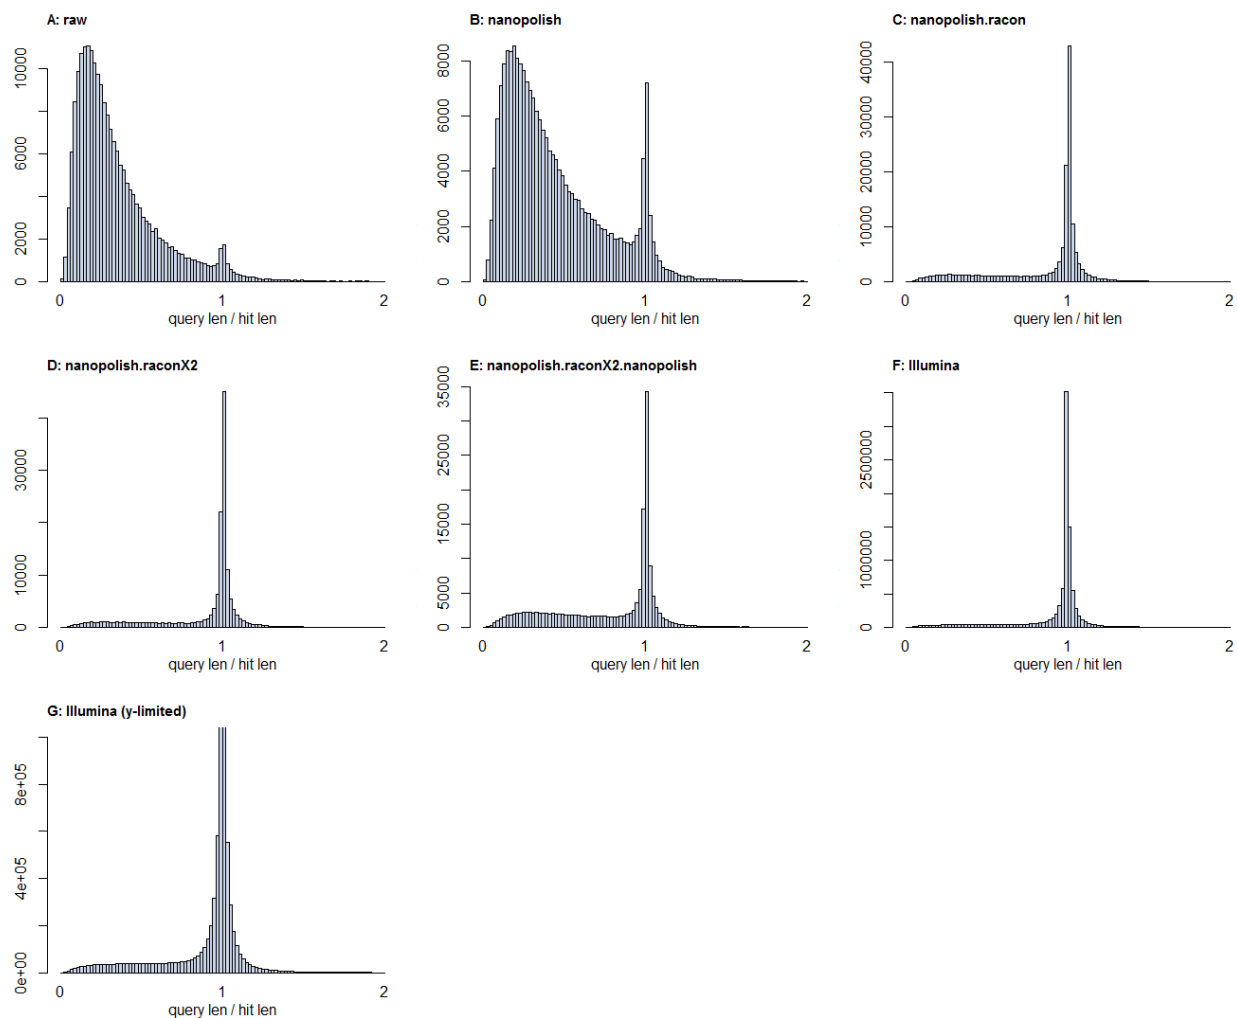 A: raw
10000
6000
2000
0
0 1 2
query len / hit len
B: nanopolish
8000
6000
4000
2000
0
0 1 2
query len / hit len
C: nanopolish.racon
40000
30000
20000
10000
0
0 1 2
query len / hit len
D: nanopolish.raconX2
30000
10000
0
0 1 2
query len / hit len
E: nanopolish.raconX2.nanopolish
35000
25000
15000
5000
0
0 1 2
query len / hit len
F: Illumina
2500000
1000000
0
0 1 2
query len / hit len
G: Illumina (y-limited)
8e+05
4e+05
0e+00
0 1 2
query len / hit len